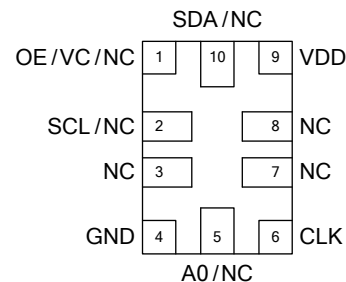 SDA/NC
OE/VC/NC 1 10 9 VDD
SCL/NC 2 8 NC
NC 3 7 NC
GND 4 5 6 CLK
A0/NC